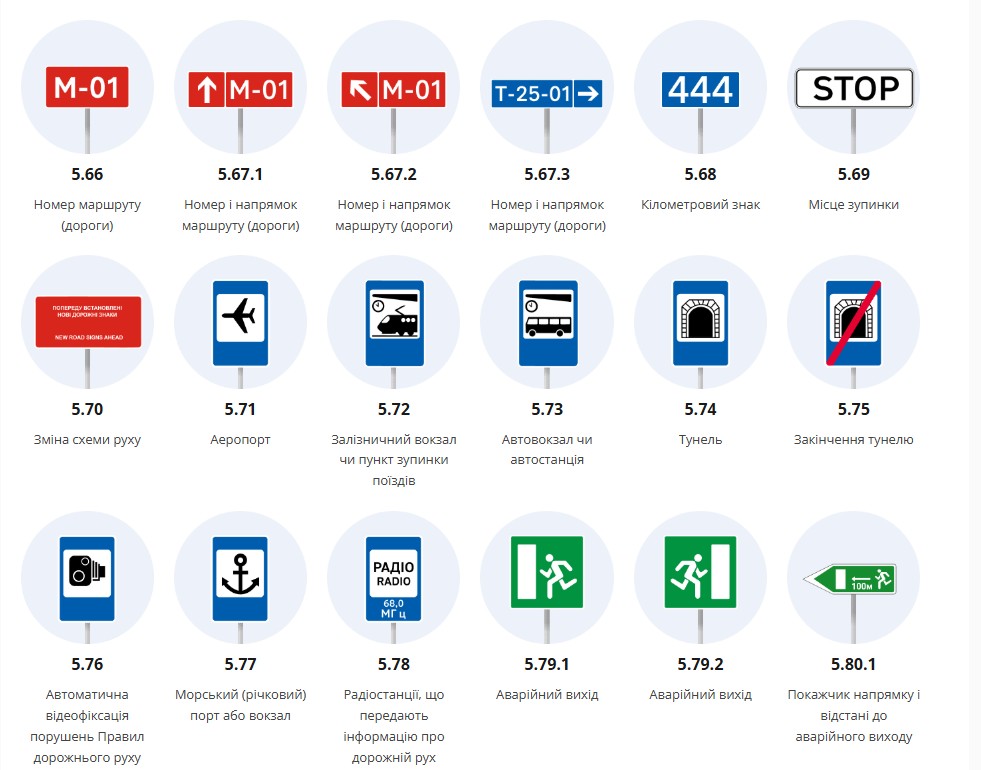 M-01
M-01
M-01
T-25-01
444
STOP
5.66
5.67.1
5.67.2
5.67.3
5.68
5.69
Номер маршруту
(дороги)
Номер і напрямок
маршруту (дороги)
Номер і напрямок
маршруту (дороги)
Номер і напрямок
маршруту (дороги)
Кілометровий знак
Місце зупинки
ПОПЕРЕДУ ВСТАНОВЛЕНІ
НОВІ ДОРОЖНІ ЗНАКИ
NEW ROAD SIGNS AHEAD
5.70
5.71
5.72
5.73
5.74
5.75
Зміна схеми руху
Аеропорт
Залізничний вокзал
чи пункт зупинки
поїздів
Автовокзал чи
автостанція
Тунель
Закінчення тунелю
РАДІО
RADIO
68,0
МГц
100м
5.76
5.77
5.78
5.79.1
5.79.2
5.80.1
Автоматична
відеофіксація
порушень Правил
дорожнього руху
Морський (річковий)
порт або вокзал
Радіостанції, що
передають
інформацію про
дорожній рух
Аварійний вихід
Аварійний вихід
Покажчик напрямку і
відстані до
аварійного виходу